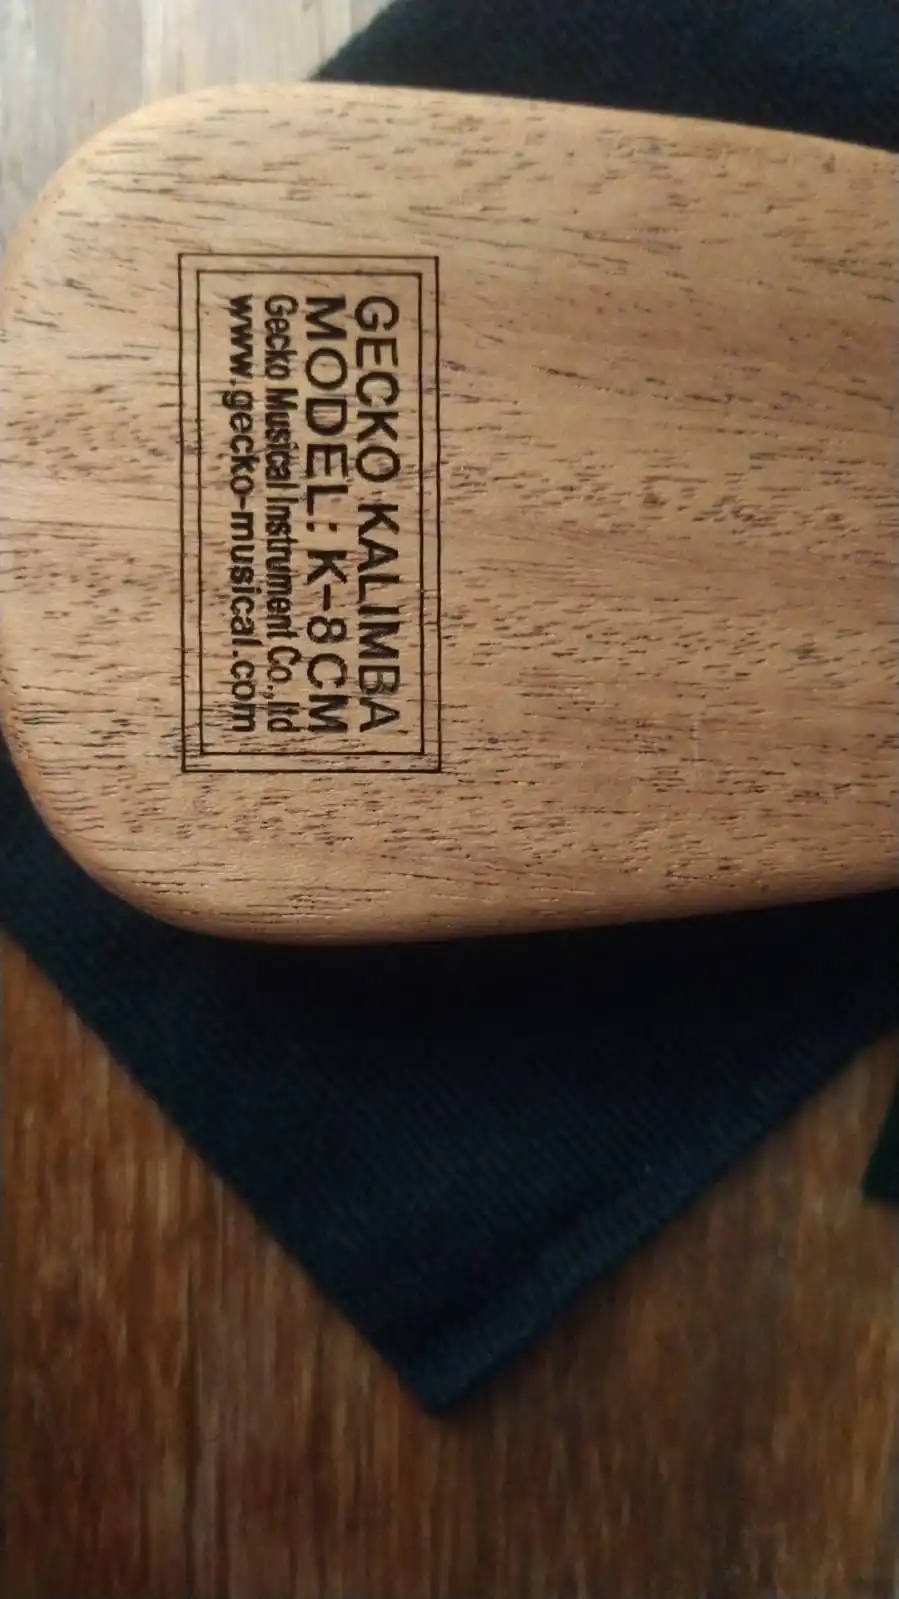 GECKO KALIMBA
MODEL: K-8CM
Gecko Musical Instrument Co.,ltd
www.gecko-musical.com